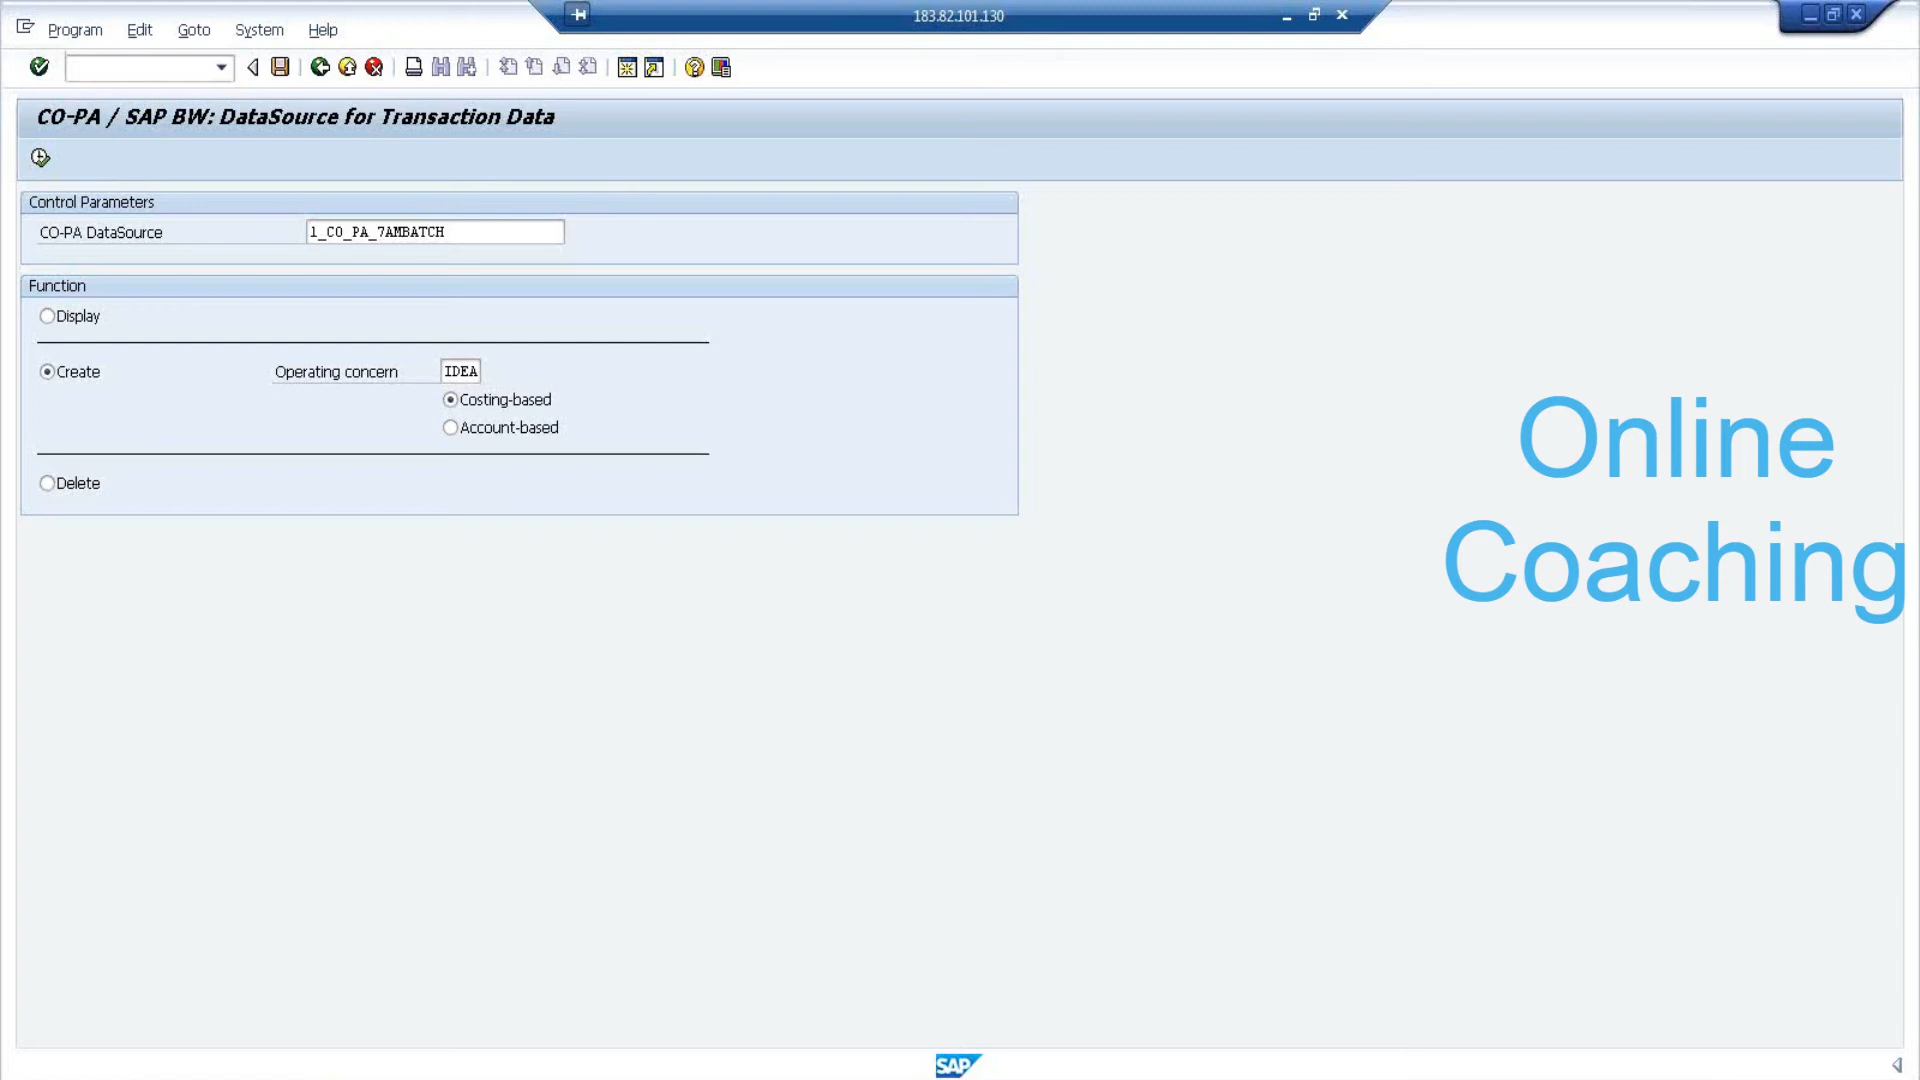 183.82.101.130
Program Edit Goto System Help
CO-PA / SAP BW: DataSource for Transaction Data
Control Parameters
CO-PA DataSource 1_CO_PA_7AMBATCH
Function
Display
Create Operating concern IDEA
Costing-based
Account-based
Delete
Online
Coaching
SAP